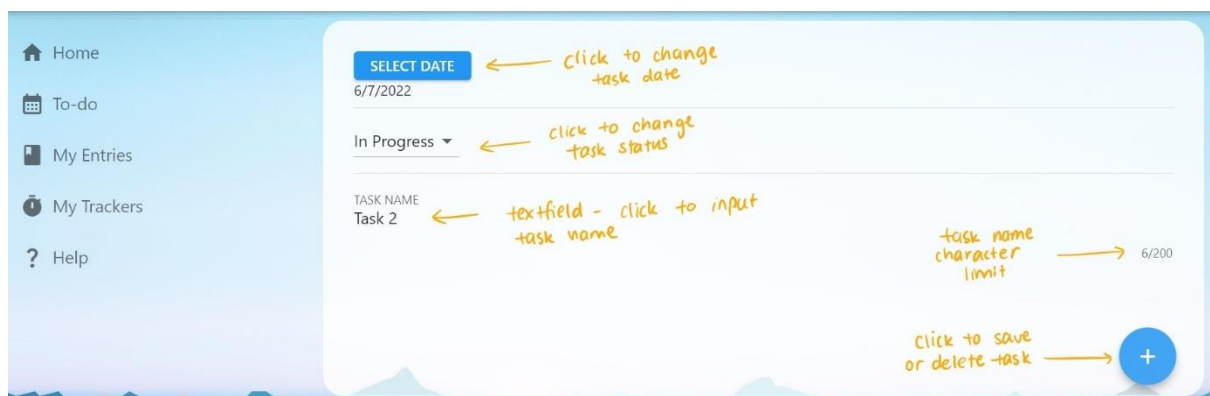 Home
To-do
My Entries
My Trackers
? Help
SELECT DATE
6/7/2022
click to change
task date
In Progress
click to change
task status
TASK NAME
Task 2
textfield - click to input
task name
task name
character
limit
6/200
click to save
or delete task
+